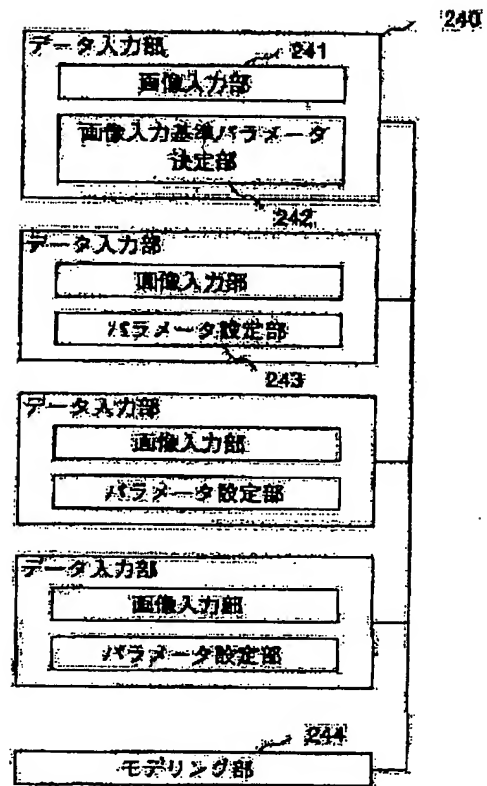 240
データ入力部
241
画像入力部
画像入力基準パラメータ
決定部
242
データ入力部
画像入力部
パラメータ設定部
243
データ入力部
画像入力部
パラメータ設定部
データ入力部
画像入力部
パラメータ設定部
244
モデリング部